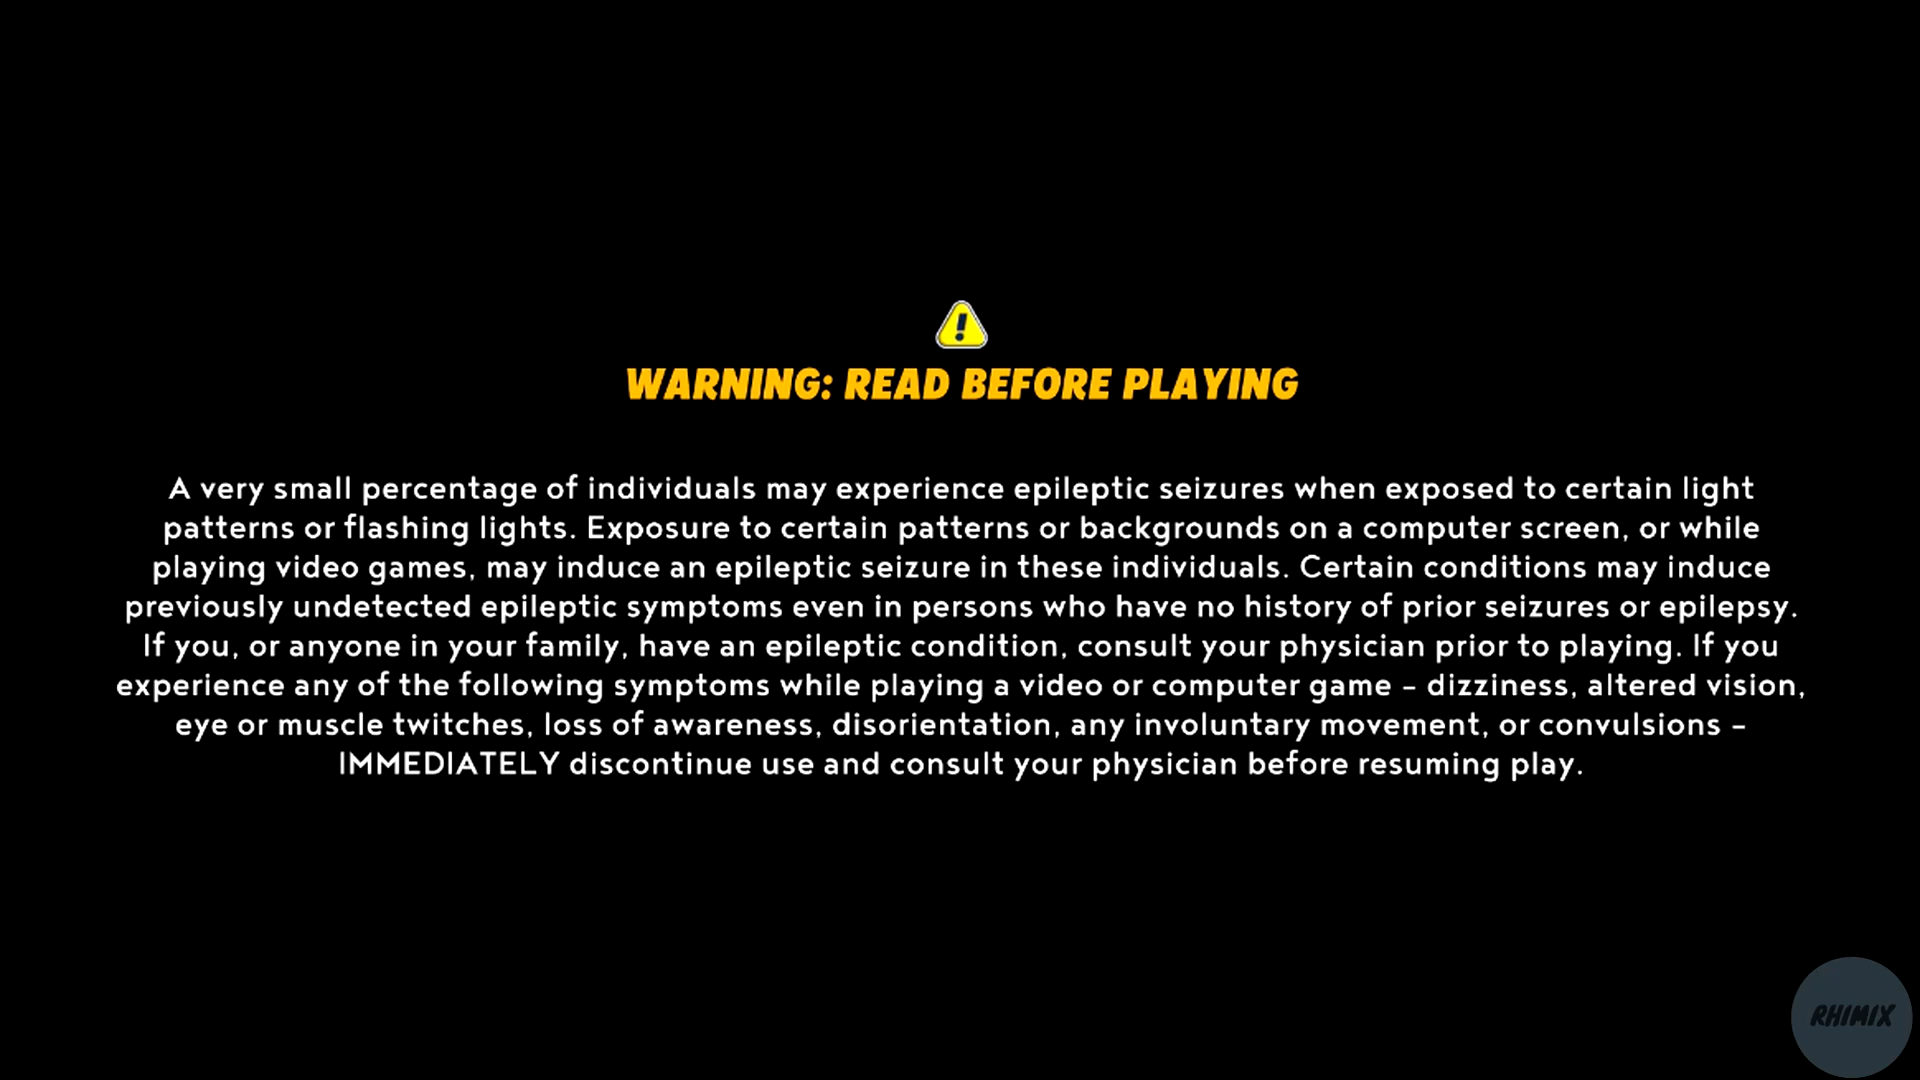 WARNING: READ BEFORE PLAYING
A very small percentage of individuals may experience epileptic seizures when exposed to certain light
patterns or flashing lights. Exposure to certain patterns or backgrounds on a computer screen, or while
playing video games, may induce an epileptic seizure in these individuals. Certain conditions may induce
previously undetected epileptic symptoms even in persons who have no history of prior seizures or epilepsy.
If you, or anyone in your family, have an epileptic condition, consult your physician prior to playing. If you
experience any of the following symptoms while playing a video or computer game – dizziness, altered vision,
eye or muscle twitches, loss of awareness, disorientation, any involuntary movement, or convulsions –
IMMEDIATELY discontinue use and consult your physician before resuming play.
RHIMIX